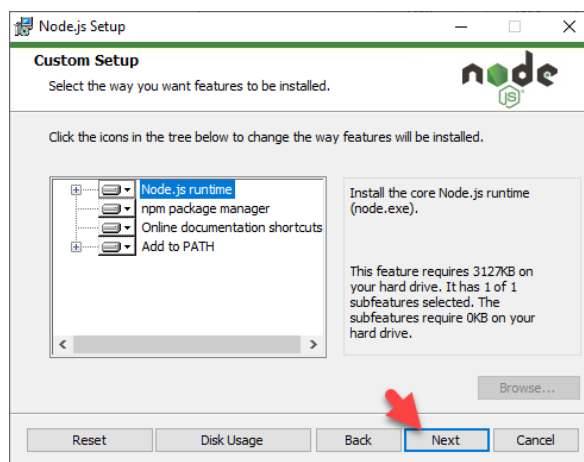 Node.js Setup
Custom Setup
Select the way you want features to be installed.
node
JS
Click the icons in the tree below to change the way features will be installed.
Node.js runtime
npm package manager
Online documentation shortcuts
Add to PATH
Install the core Node.js runtime
(node.exe).
This feature requires 3127KB on
your hard drive. It has 1 of 1
subfeatures selected. The
subfeatures require 0KB on your
hard drive.
Browse...
Reset Disk Usage Back Next Cancel